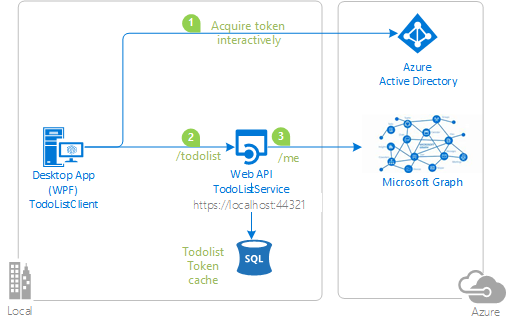 1
Acquire token
interactively
Azure
Active Directory
2
/todolist
3
/me
Desktop App
(WPF)
TodoListClient
Web API
TodoListService
https://localhost:44321
Microsoft Graph
Todolist
Token
cache
SQL
Local
Azure